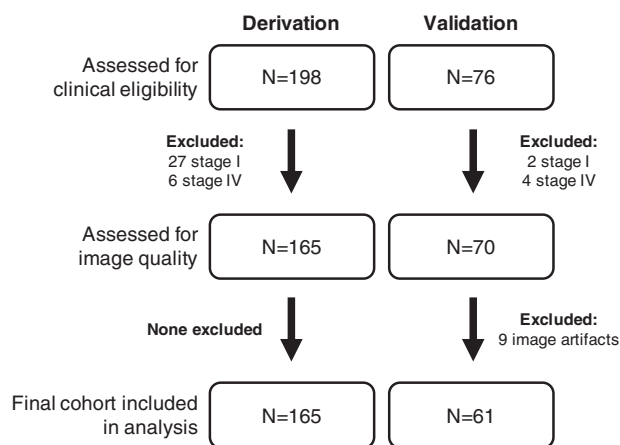 Derivation
Validation
Assessed for
clinical eligibility
N=198
N=76
Excluded:
27 stage I
6 stage IV
Excluded:
2 stage I
4 stage IV
Assessed for
image quality
N=165
N=70
None excluded
Excluded:
9 image artifacts
Final cohort included
in analysis
N=165
N=61